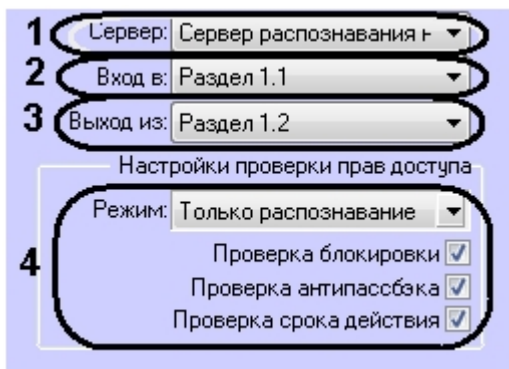 1 Сервер: Сервер распознавания н
2 Вход в: Раздел 1.1
3 Выход из: Раздел 1.2
Настройки проверки прав доступа
Режим: Только распознавание
4
Проверка блокировки
Проверка антипассбэка
Проверка срока действия